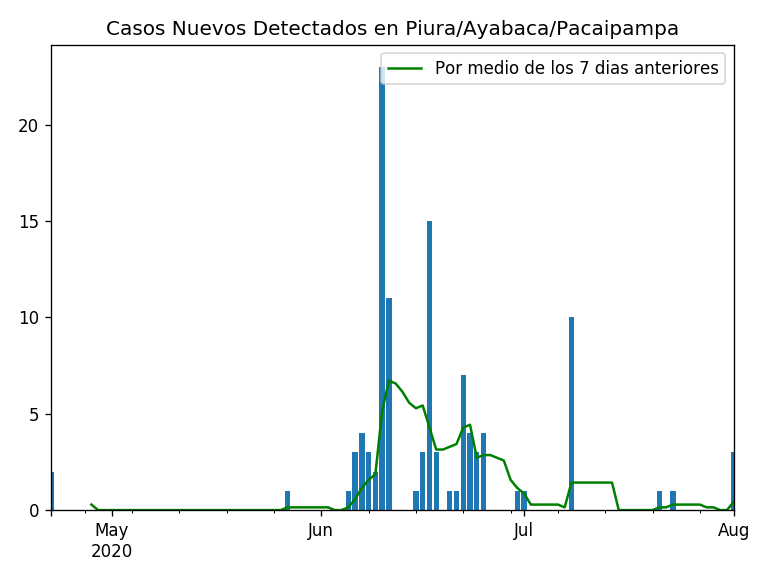 Casos Nuevos Detectados en Piura/Ayabaca/Pacaipampa
Por medio de los 7 dias anteriores
20
15
10
5
0
May Jun Jul Aug
2020